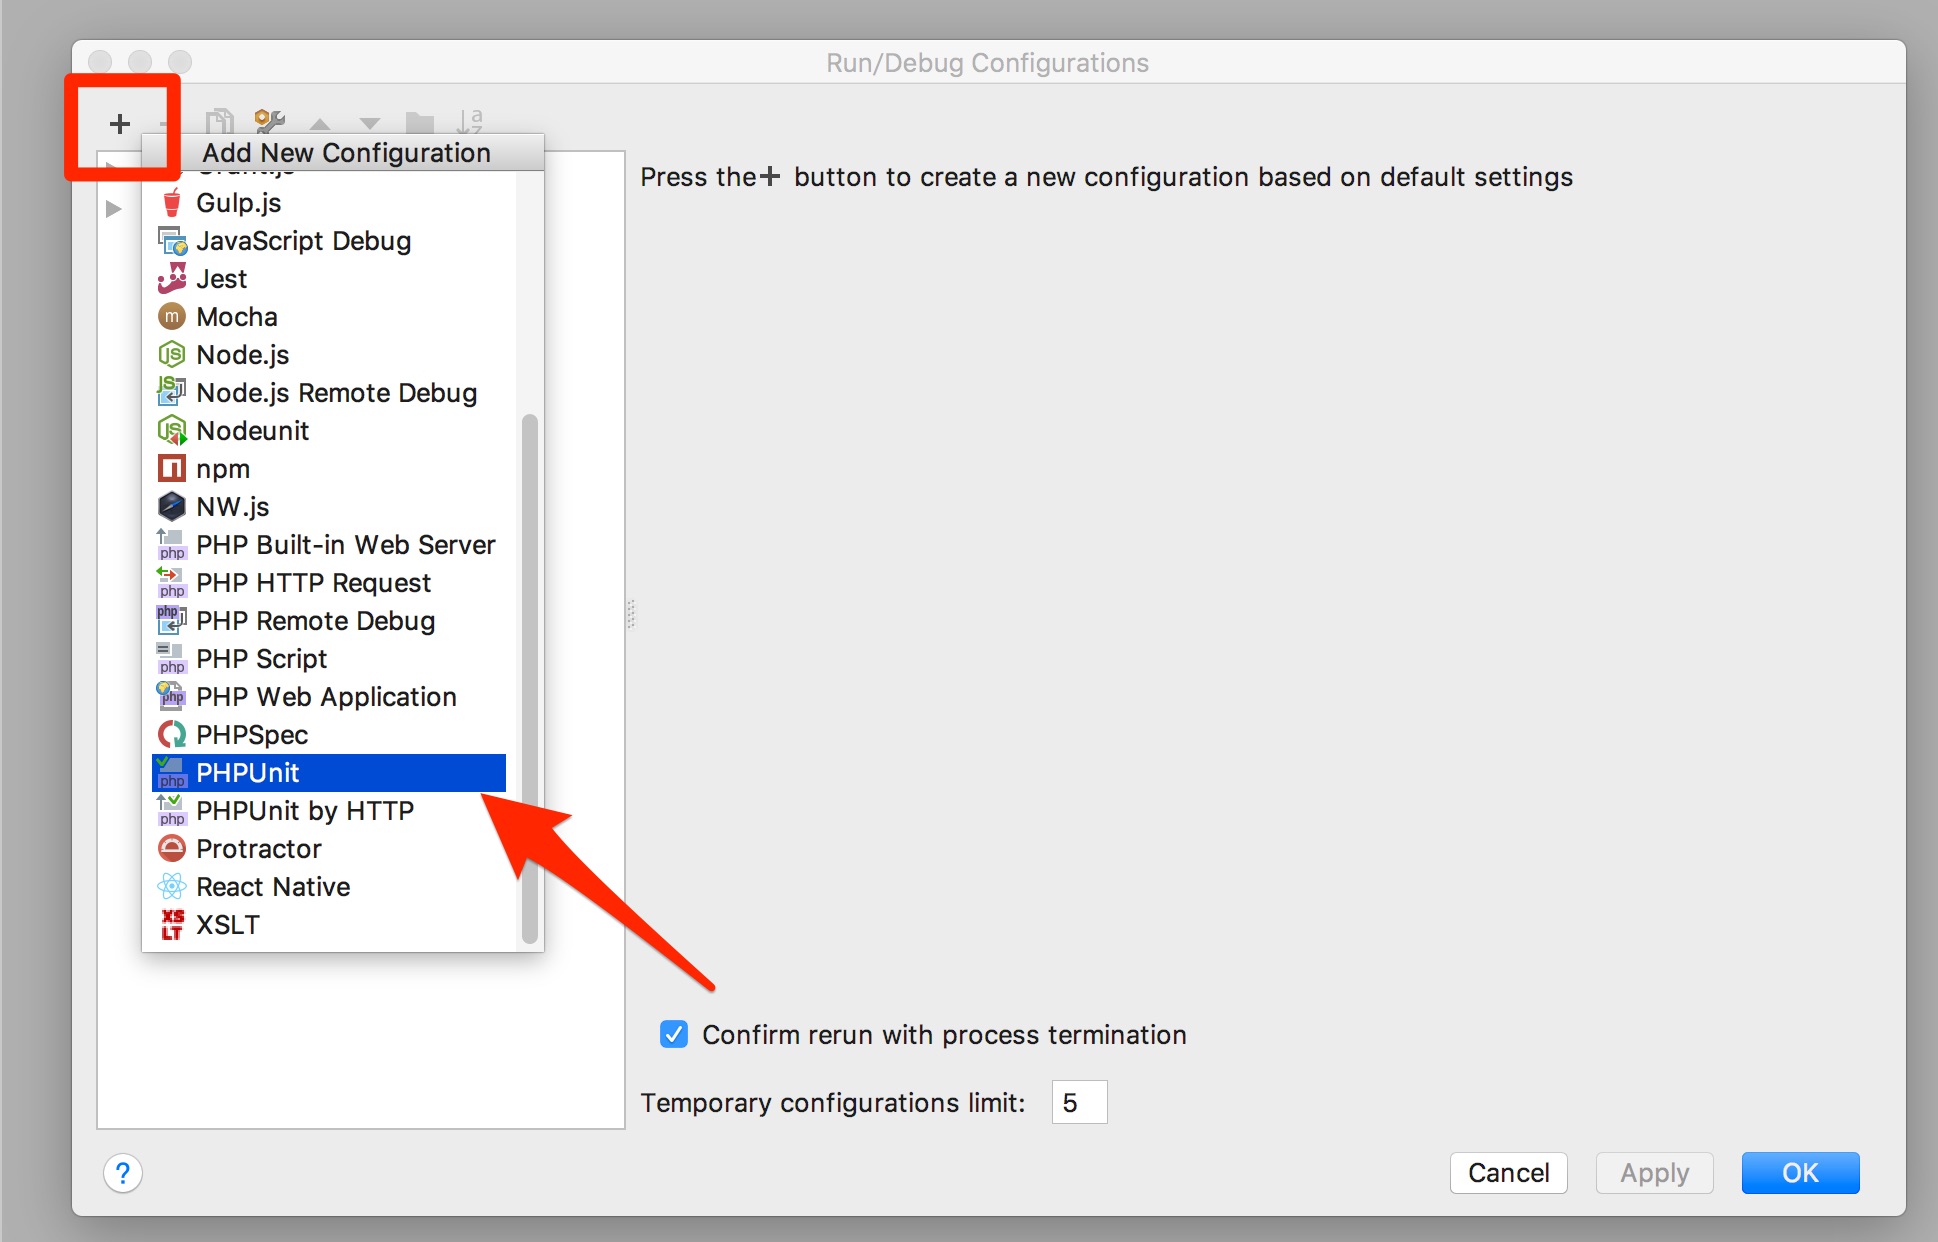 Run/Debug Configurations
Add New Configuration
Grunt.js
Gulp.js
JavaScript Debug
Jest
Mocha
Node.js
Node.js Remote Debug
Nodeunit
npm
NW.js
PHP Built-in Web Server
PHP HTTP Request
PHP Remote Debug
PHP Script
PHP Web Application
PHPSpec
PHPUnit
PHPUnit by HTTP
Protractor
React Native
XSLT
Press the + button to create a new configuration based on default settings
Confirm rerun with process termination
Temporary configurations limit: 5
? Cancel Apply OK